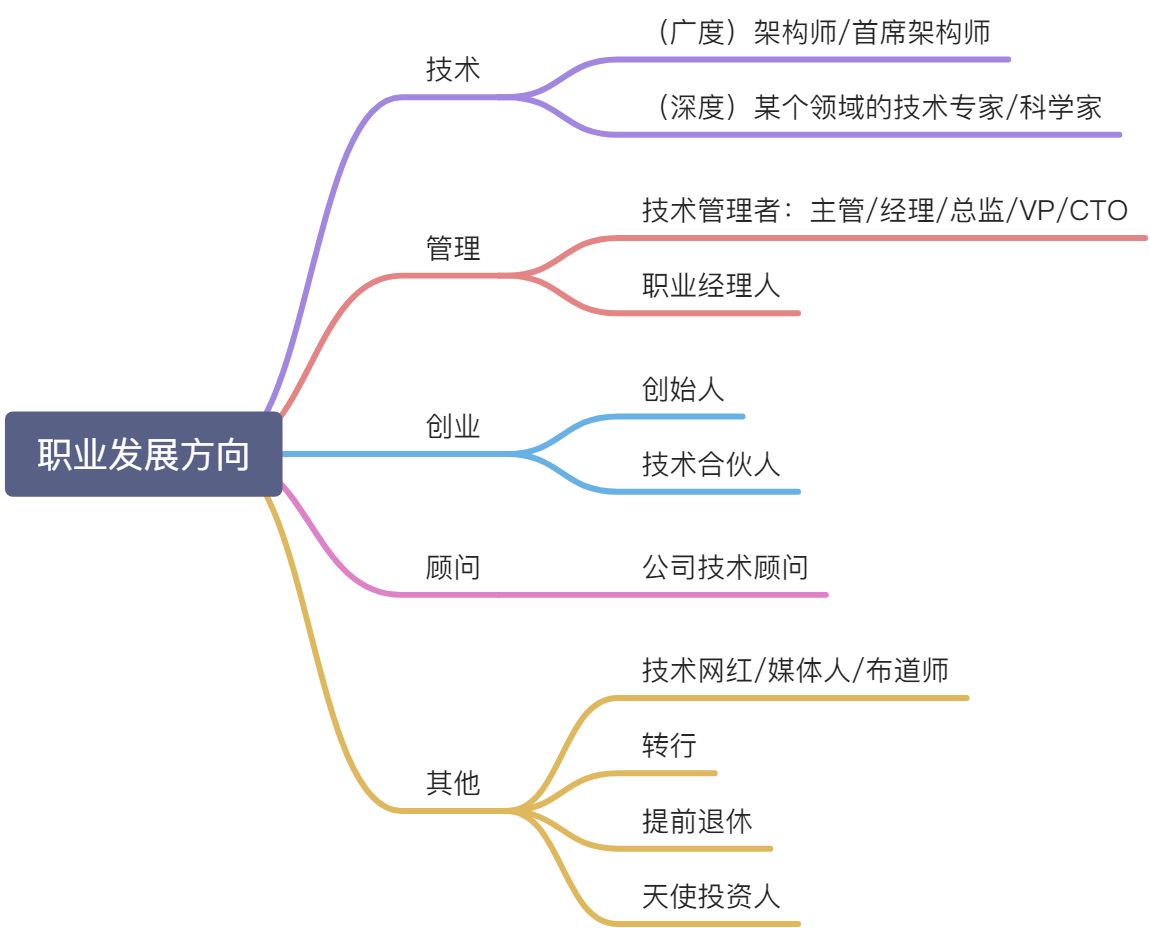 职业发展方向
技术
（广度）架构师/首席架构师
（深度）某个领域的技术专家/科学家
管理
技术管理者：主管/经理/总监/VP/CTO
职业经理人
创业
创始人
技术合伙人
顾问
公司技术顾问
其他
技术网红/媒体人/布道师
转行
提前退休
天使投资人